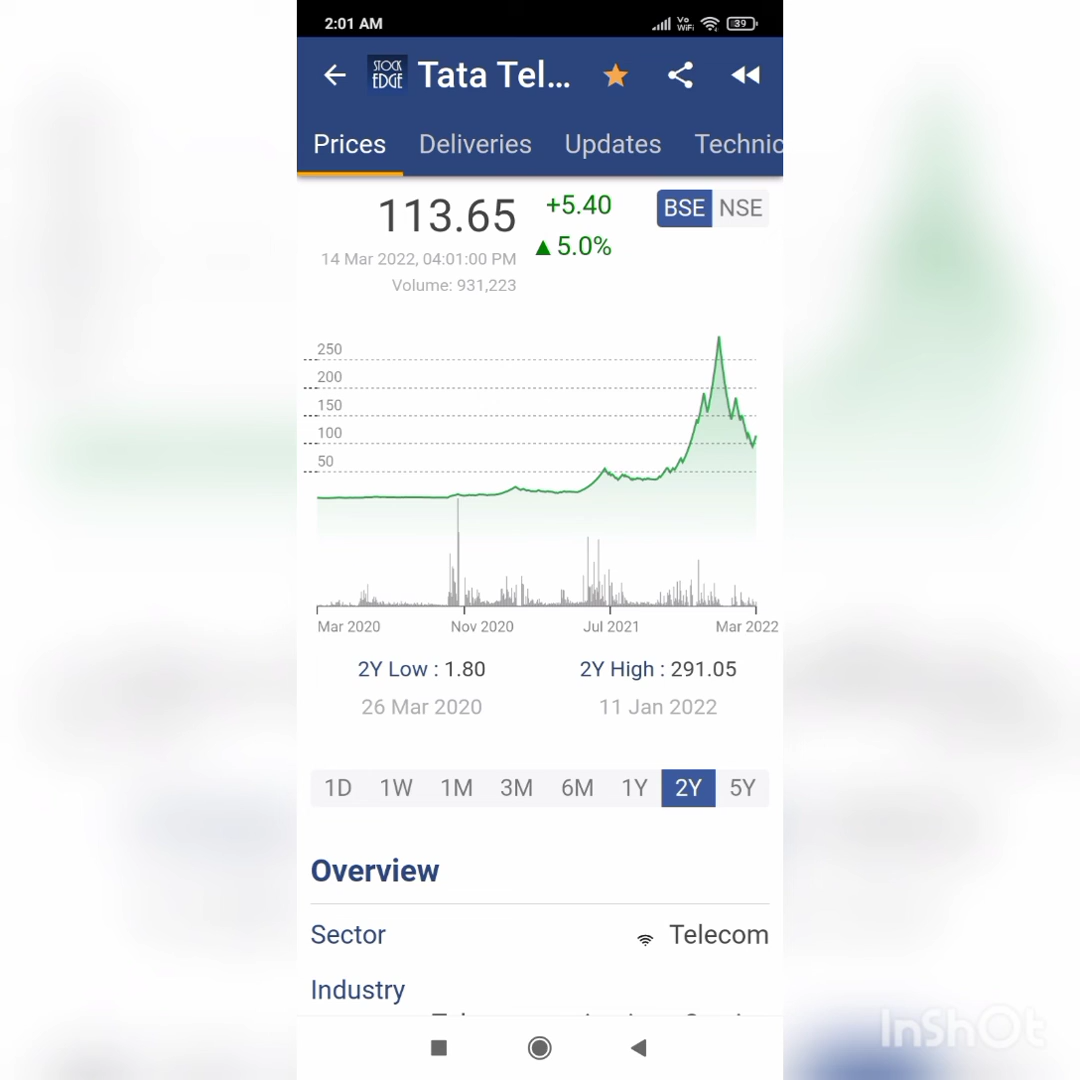 2:01 AM
Vo
WiFi
39
STOCK
EDGE
Tata Tel...
Prices Deliveries Updates Technic
113.65 +5.40
▲ 5.0%
BSE NSE
14 Mar 2022, 04:01:00 PM
Volume: 931,223
250
200
150
100
50
Mar 2020 Nov 2020 Jul 2021 Mar 2022
2Y Low : 1.80 2Y High : 291.05
26 Mar 2020 11 Jan 2022
1D 1W 1M 3M 6M 1Y 2Y 5Y
Overview
Sector Telecom
Industry
InShOt